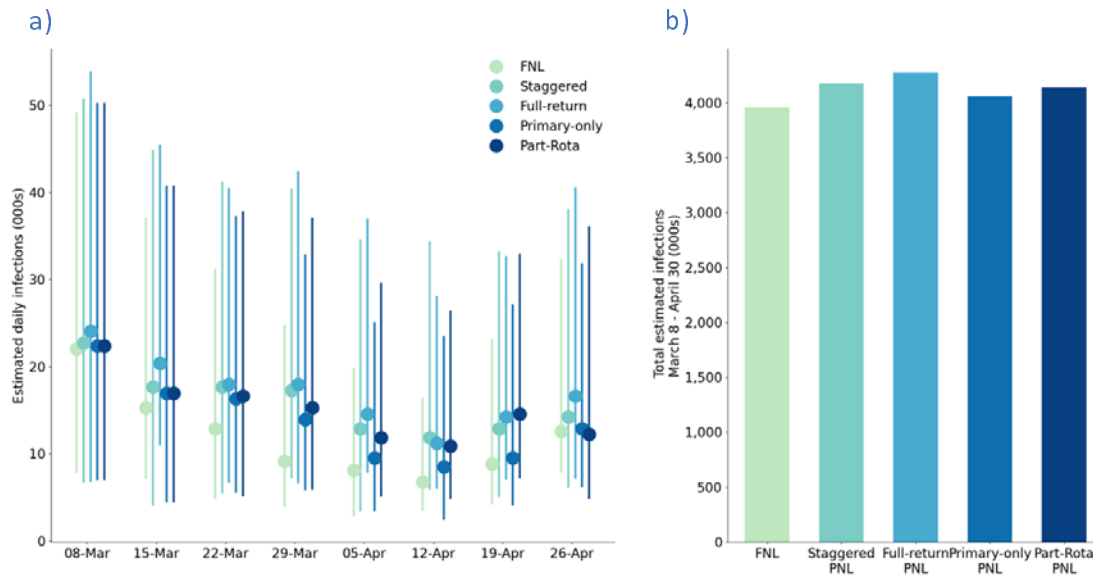 a)
FNL
Staggered
Full-return
Primary-only
Part-Rota
Estimated daily infections (000s)
50
40
30
20
10
0
08-Mar 15-Mar 22-Mar 29-Mar 05-Apr 12-Apr 19-Apr 26-Apr
b)
Total estimated infections
March 8 - April 30 (000s)
4,000
3,500
3,000
2,500
2,000
1,500
1,000
500
0
FNL Staggered Full-return Primary-only Part-Rota
PNL PNL PNL PNL